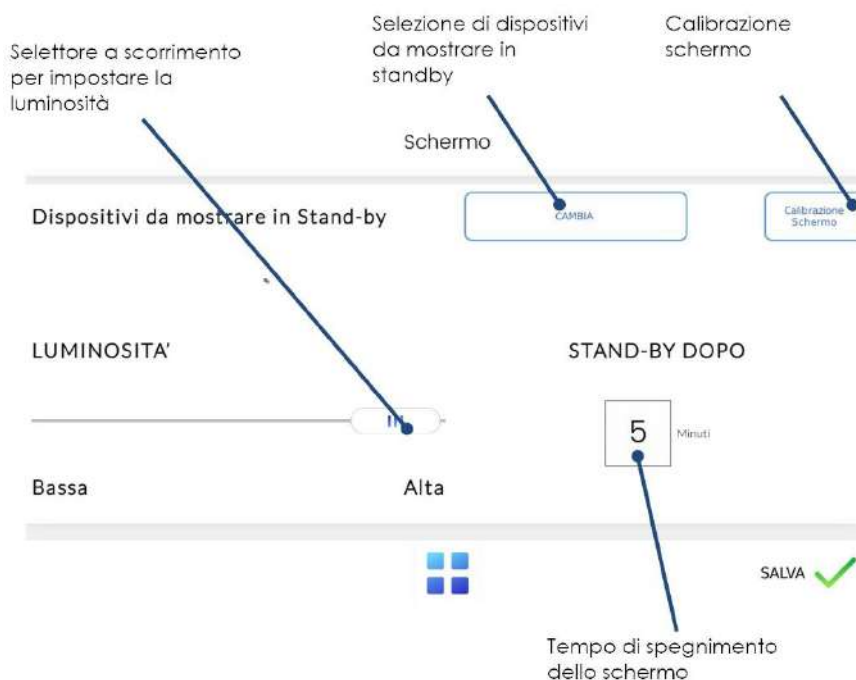 Selettore a scorrimento
per impostare la
luminosità
Selezione di dispositivi
da mostrare in
standby
Calibrazione
schermo
Schermo
Dispositivi da mostrare in Stand-by
CAMBIA
Calibrazione
Schermo
LUMINOSITA'
STAND-BY DOPO
5 Minuti
Bassa
Alta
SALVA
Tempo di spegnimento
dello schermo